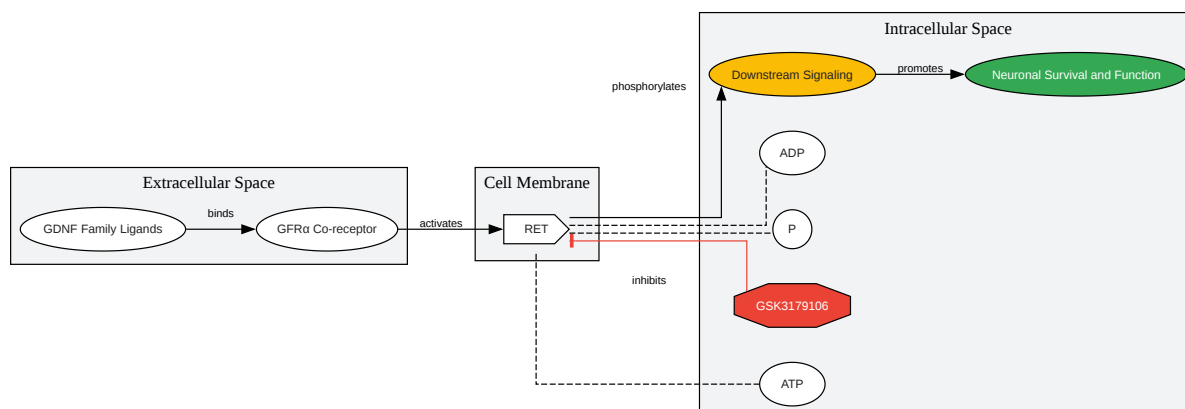 Intracellular Space
Downstream Signaling
promotes
Neuronal Survival and Function
phosphorylates
ADP
Extracellular Space
Cell Membrane
binds
GDNF Family Ligands
GFRα Co-receptor
activates
RET
P
inhibits
GSK3179106
ATP